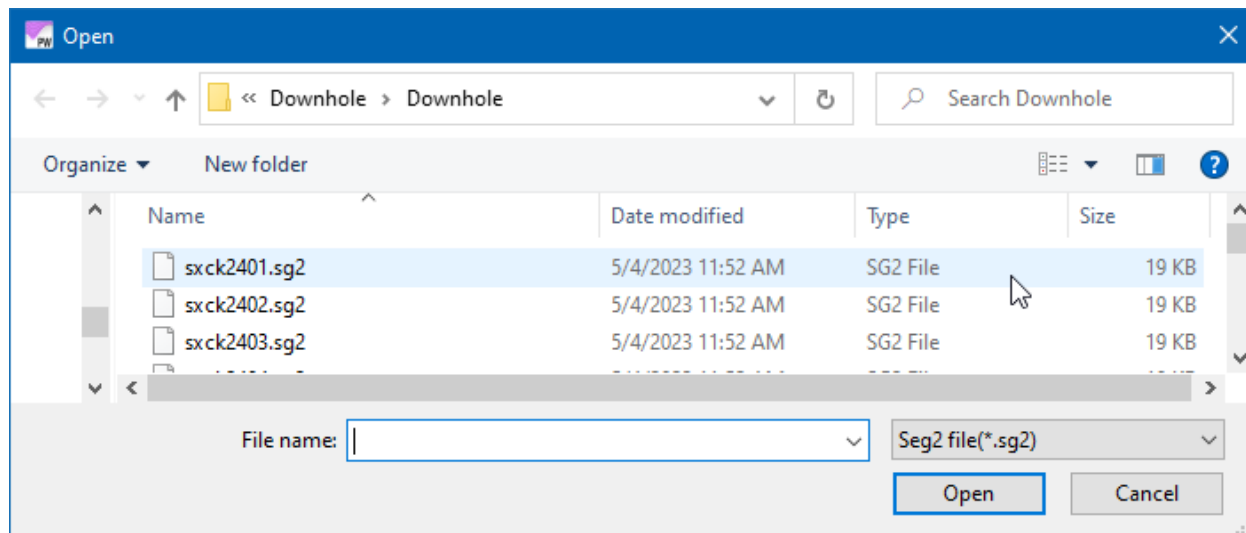 PW Open
« Downhole › Downhole
Search Downhole
Organize New folder
?
Name Date modified Type Size
sxck2401.sg2 5/4/2023 11:52 AM SG2 File 19 KB
sxck2402.sg2 5/4/2023 11:52 AM SG2 File 19 KB
sxck2403.sg2 5/4/2023 11:52 AM SG2 File 19 KB
File name: Seg2 file(*.sg2)
Open Cancel